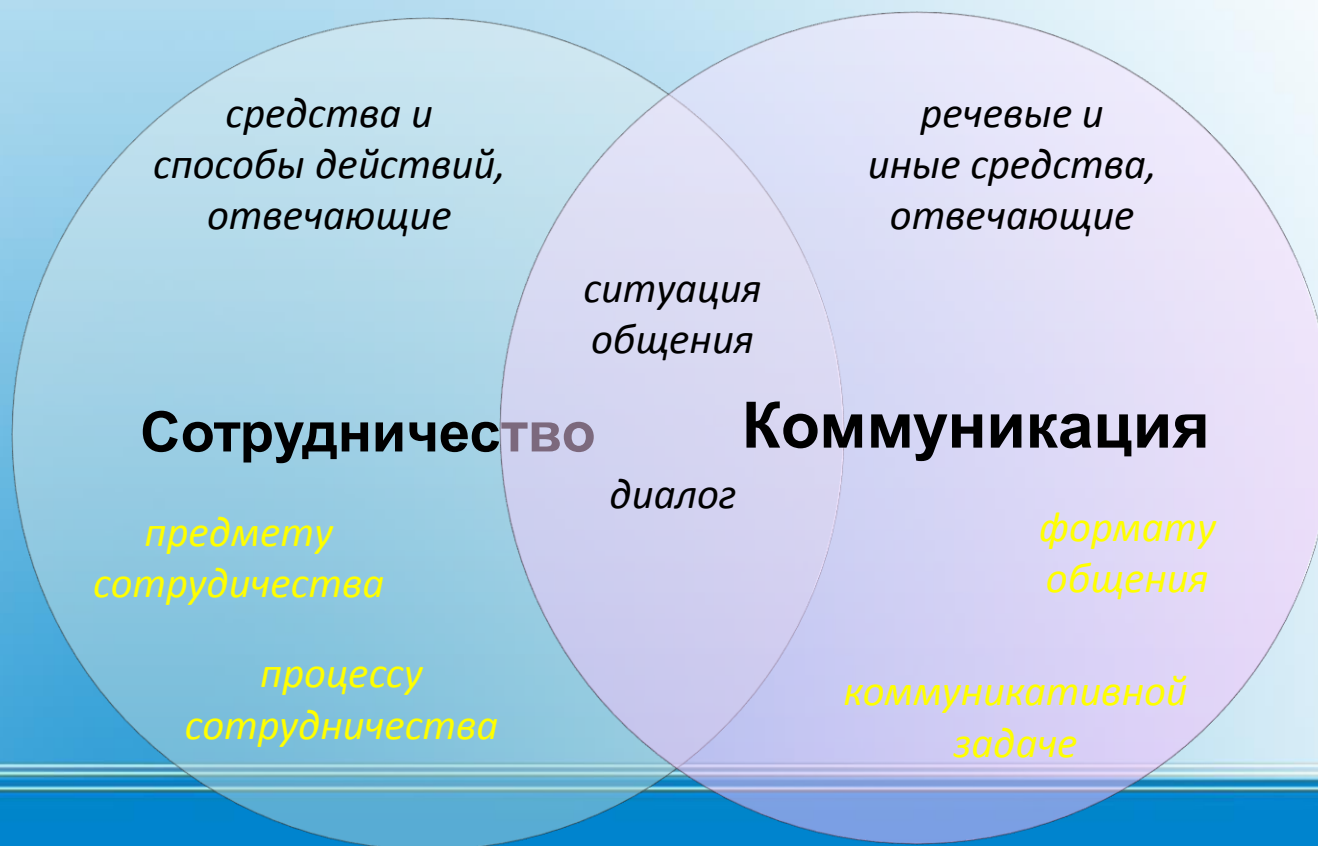 средства и
способы действий,
отвечающие
речевые и
иные средства,
отвечающие
ситуация
общения
Сотрудничество
Коммуникация
диалог
предмету
сотрудичества
формату
общения
процессу
сотрудничества
коммуникативной
задаче